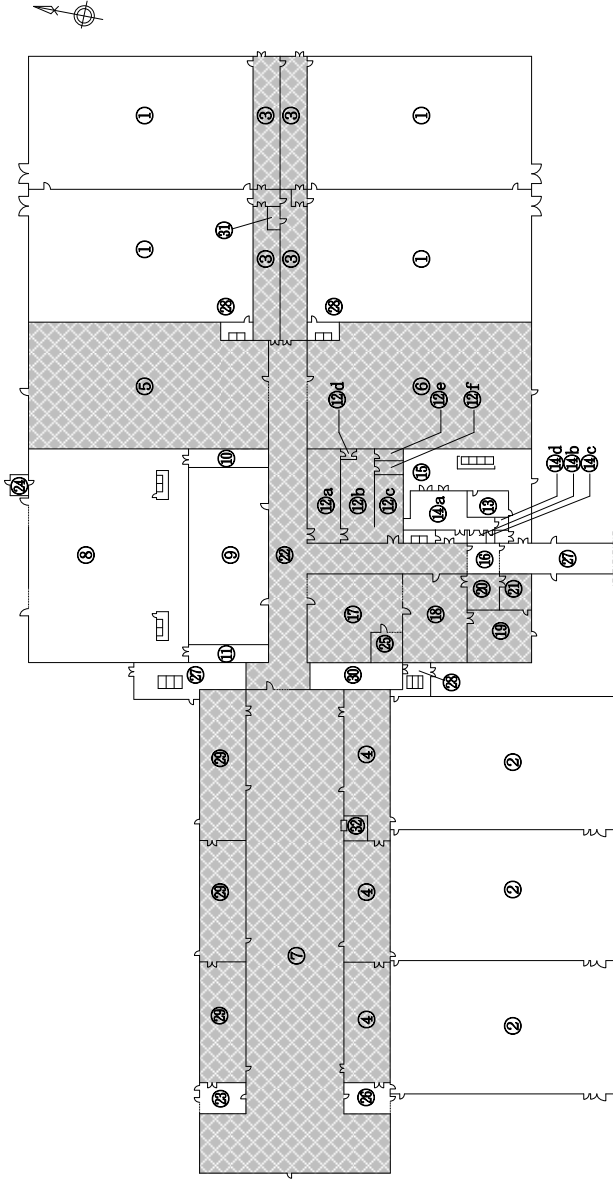 ① ③ ③ ①
㉛
① ③ ③ ①
㉘ ㉘
⑤ ⑥
⑫d ⑫e ⑫f
⑩ ⑮
㉔
⑫a ⑫b ⑫c ⑭a ⑬ ⑭d ⑭b ⑭c
⑧ ⑨ ㉒ ⑯ ㉗
⑰ ⑱ ⑳ ㉑
⑪ ㉕ ⑲
㉗ ㉚ ㉘
㉙ ④ ②
㉜
㉙ ④ ②
⑦
㉙ ④ ②
㉓ ㉖